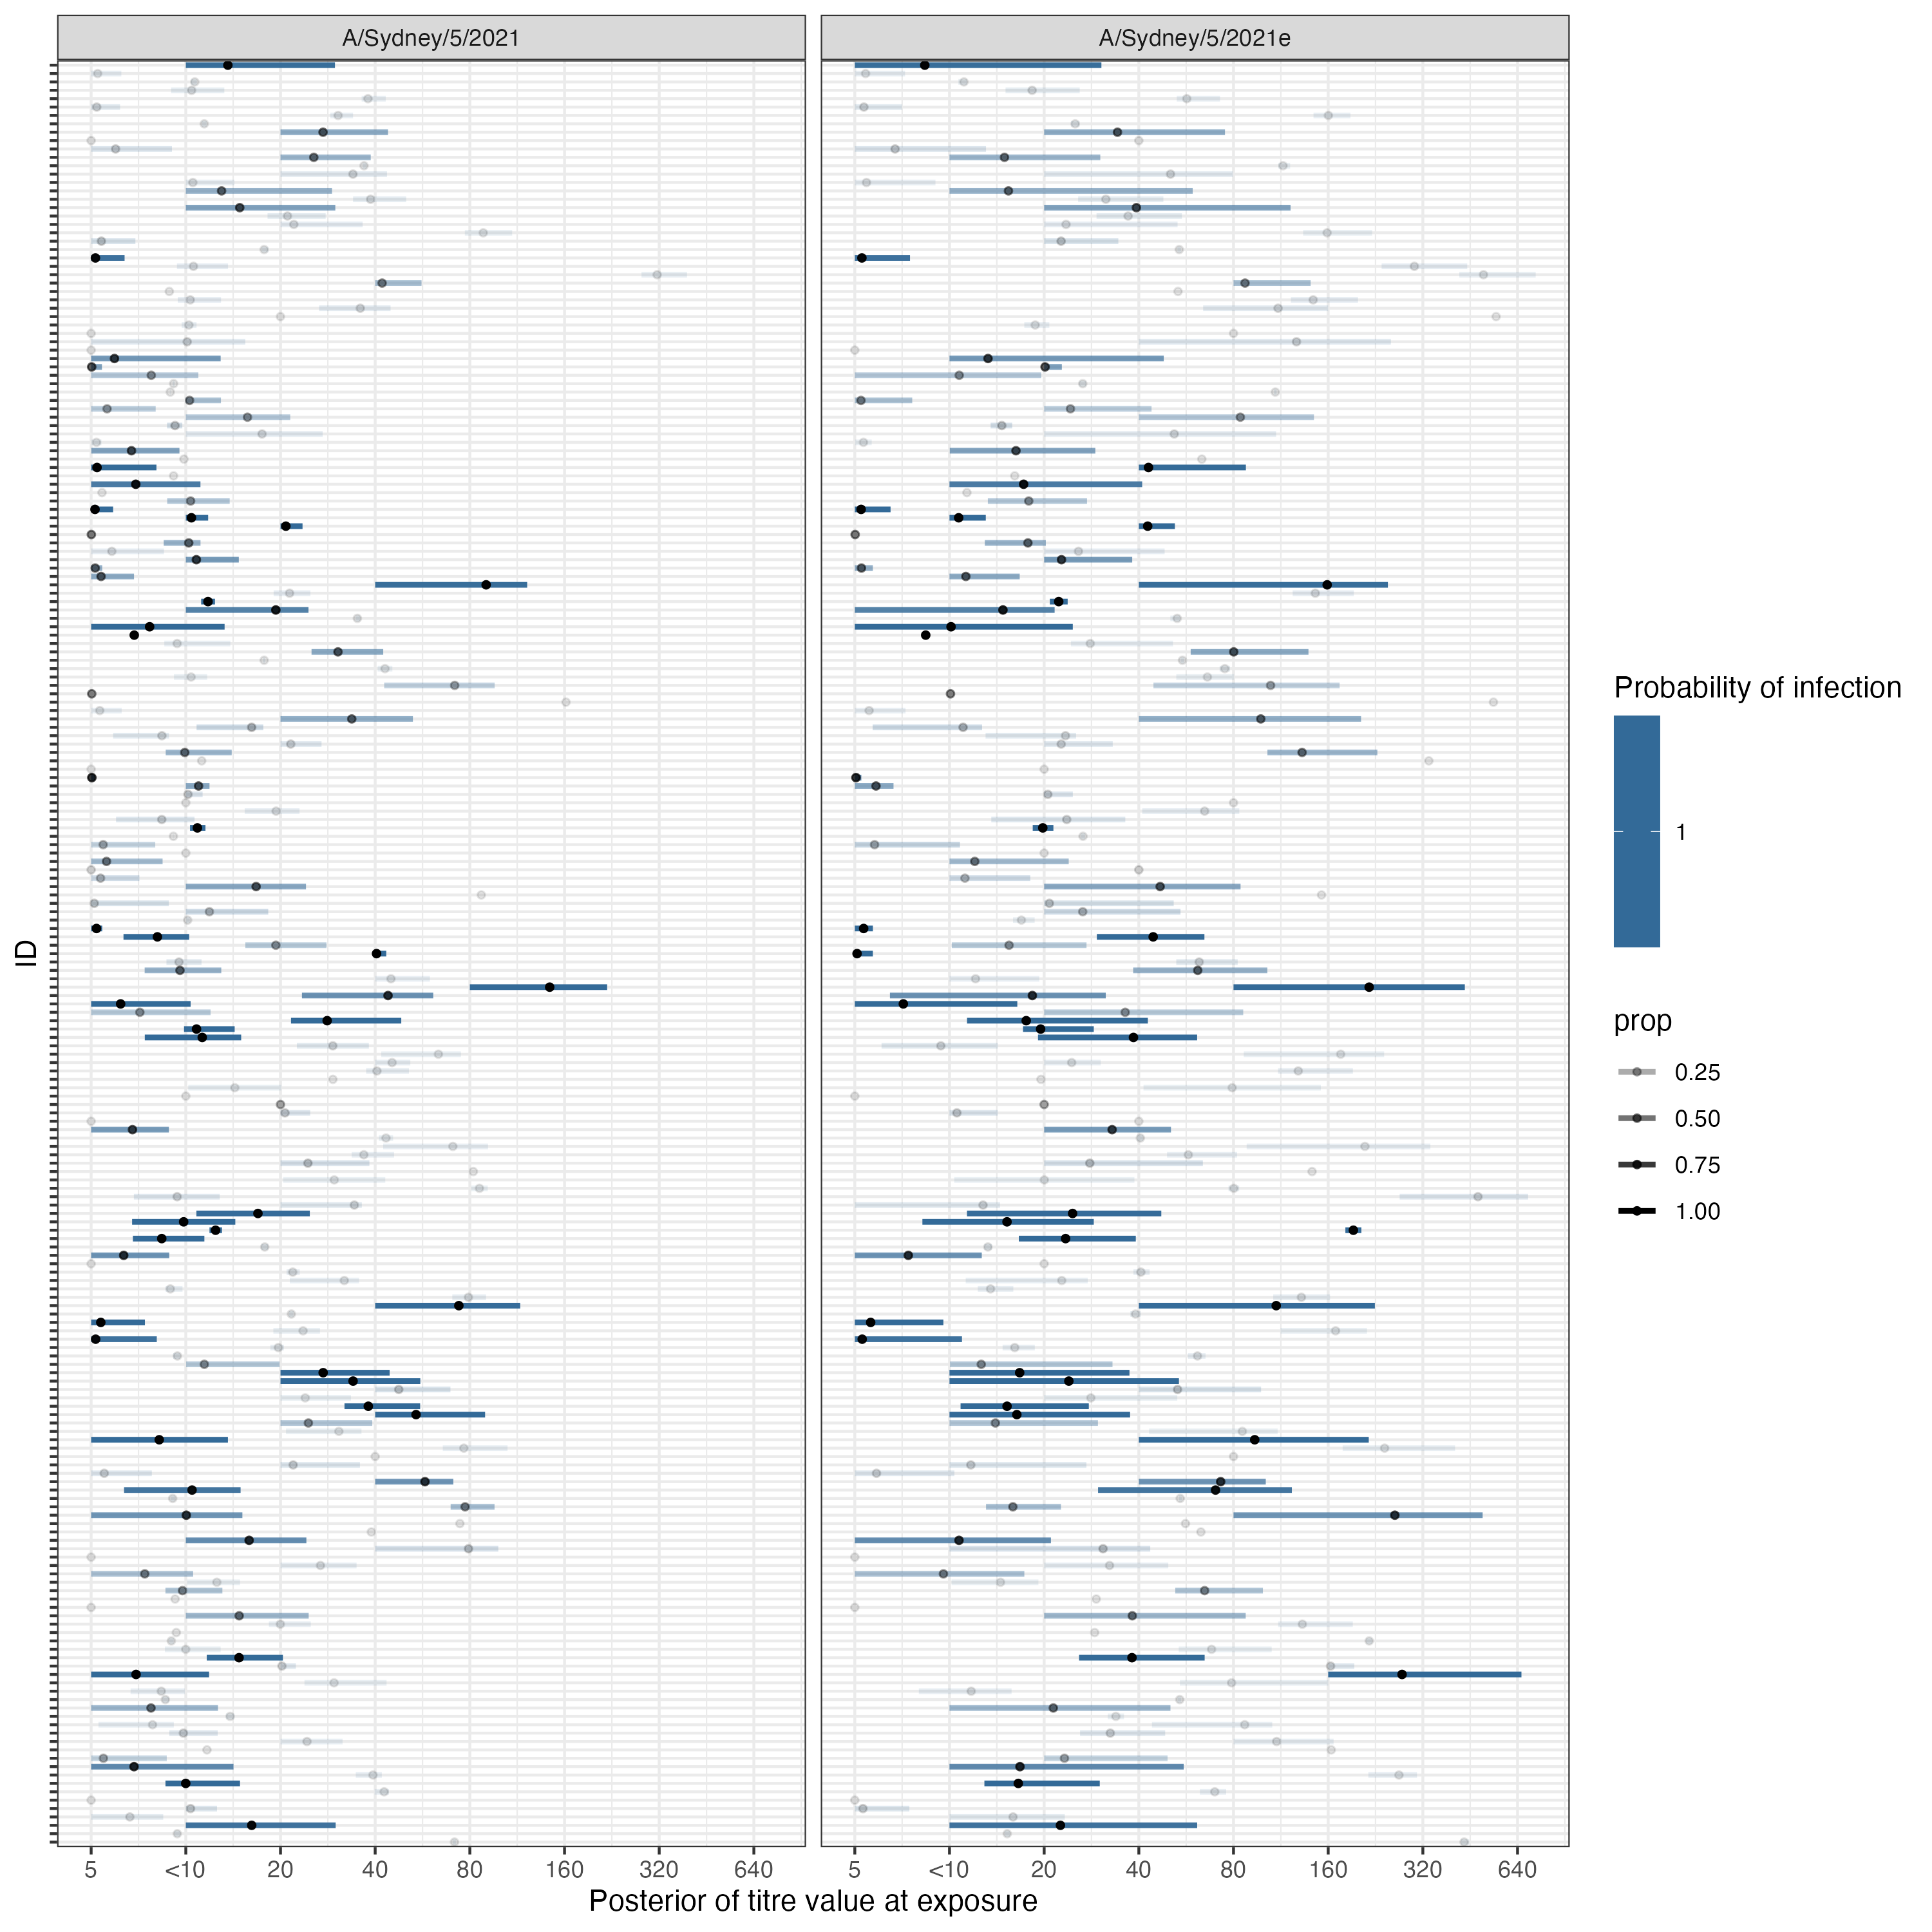 A/Sydney/5/2021
A/Sydney/5/2021e
ID
5 <10 20 40 80 160 320 640
5 <10 20 40 80 160 320 640
Posterior of titre value at exposure
Probability of infection
1
prop
0.25
0.50
0.75
1.00